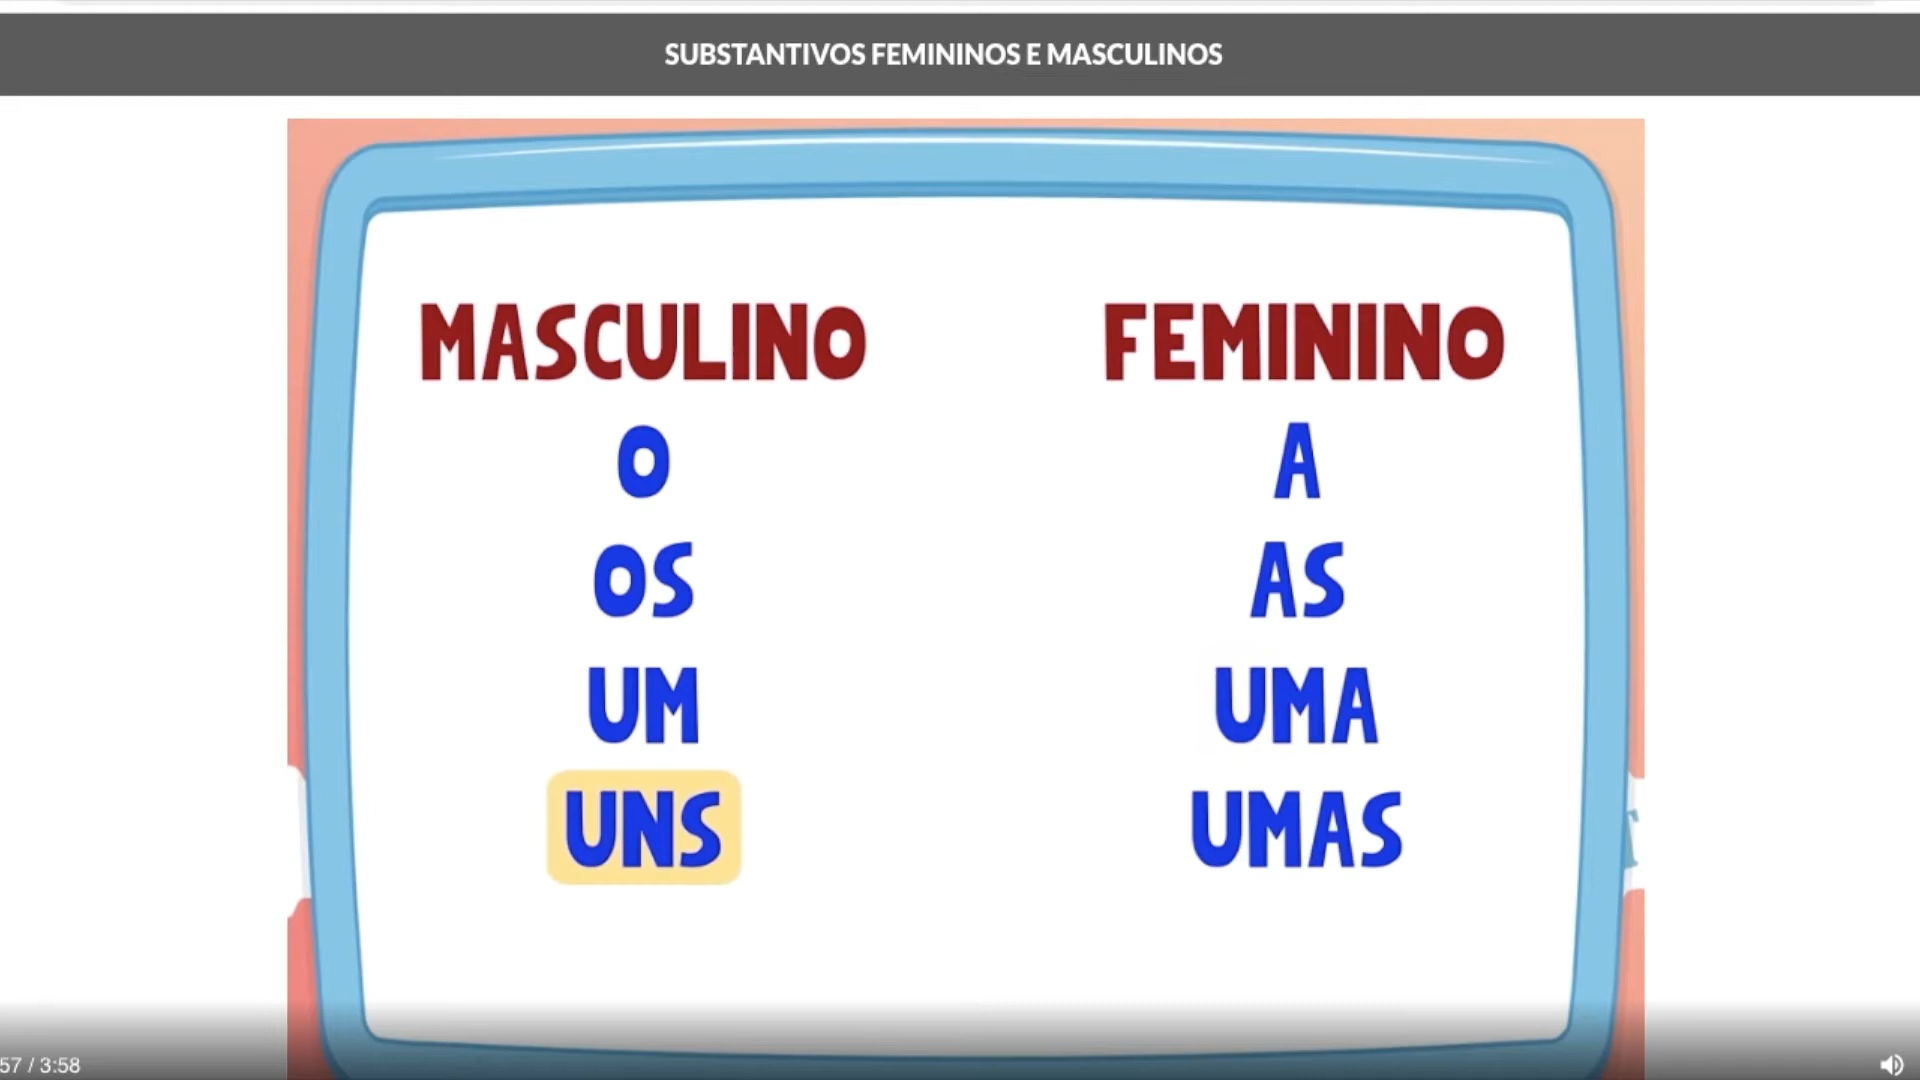 SUBSTANTIVOS FEMININOS E MASCULINOS
MASCULINO FEMININO
O A
OS AS
UM UMA
UNS UMAS
57 / 3:58